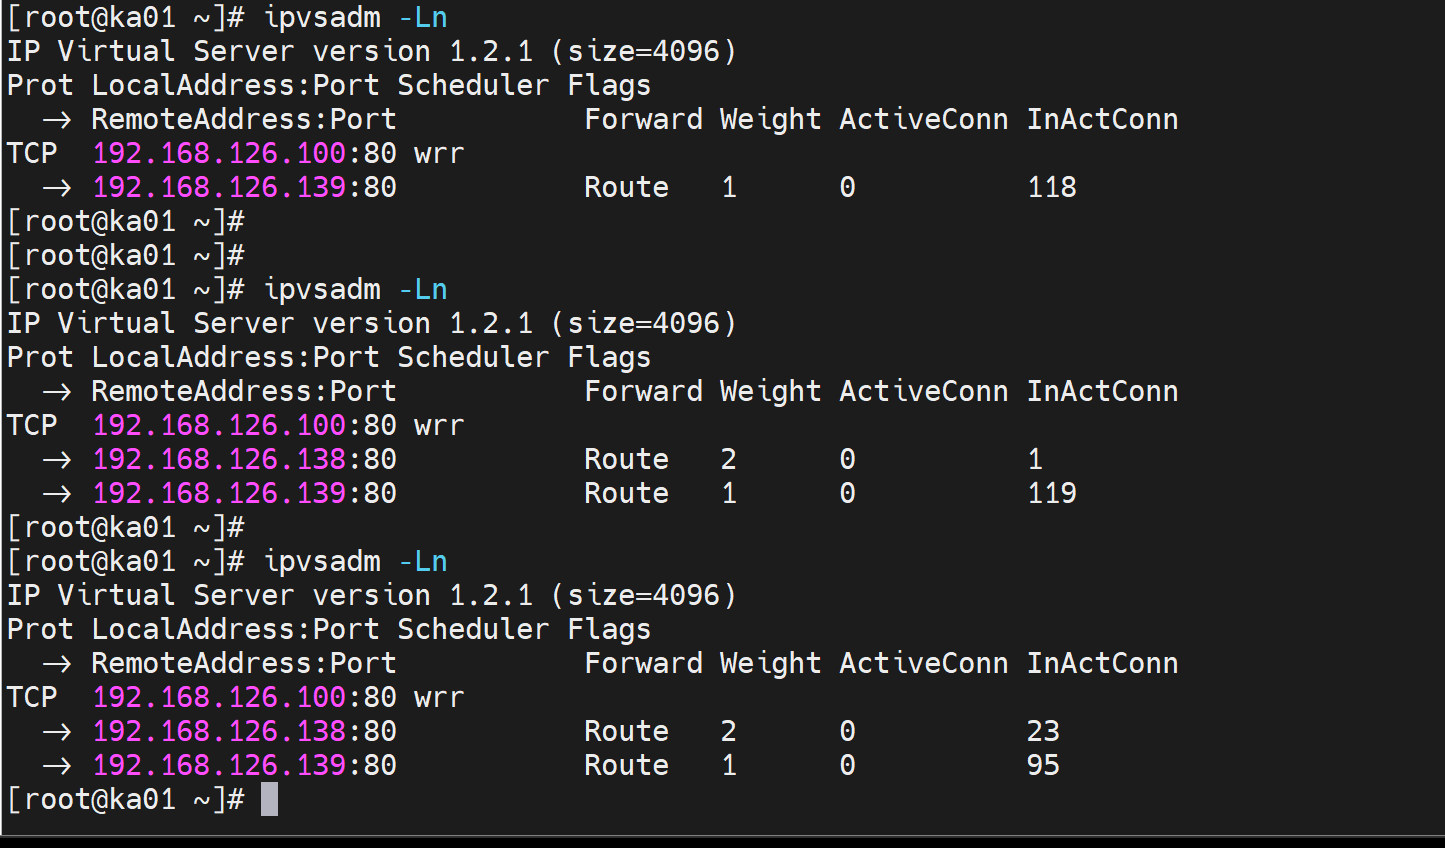 [root@ka01 ~]# ipvsadm -Ln
IP Virtual Server version 1.2.1 (size=4096)
Prot LocalAddress:Port Scheduler Flags
  -> RemoteAddress:Port           Forward Weight ActiveConn InActConn
TCP  192.168.126.100:80 wrr
  -> 192.168.126.139:80           Route   1      0          118
[root@ka01 ~]#
[root@ka01 ~]#
[root@ka01 ~]# ipvsadm -Ln
IP Virtual Server version 1.2.1 (size=4096)
Prot LocalAddress:Port Scheduler Flags
  -> RemoteAddress:Port           Forward Weight ActiveConn InActConn
TCP  192.168.126.100:80 wrr
  -> 192.168.126.138:80           Route   2      0          1
  -> 192.168.126.139:80           Route   1      0          119
[root@ka01 ~]#
[root@ka01 ~]# ipvsadm -Ln
IP Virtual Server version 1.2.1 (size=4096)
Prot LocalAddress:Port Scheduler Flags
  -> RemoteAddress:Port           Forward Weight ActiveConn InActConn
TCP  192.168.126.100:80 wrr
  -> 192.168.126.138:80           Route   2      0          23
  -> 192.168.126.139:80           Route   1      0          95
[root@ka01 ~]#